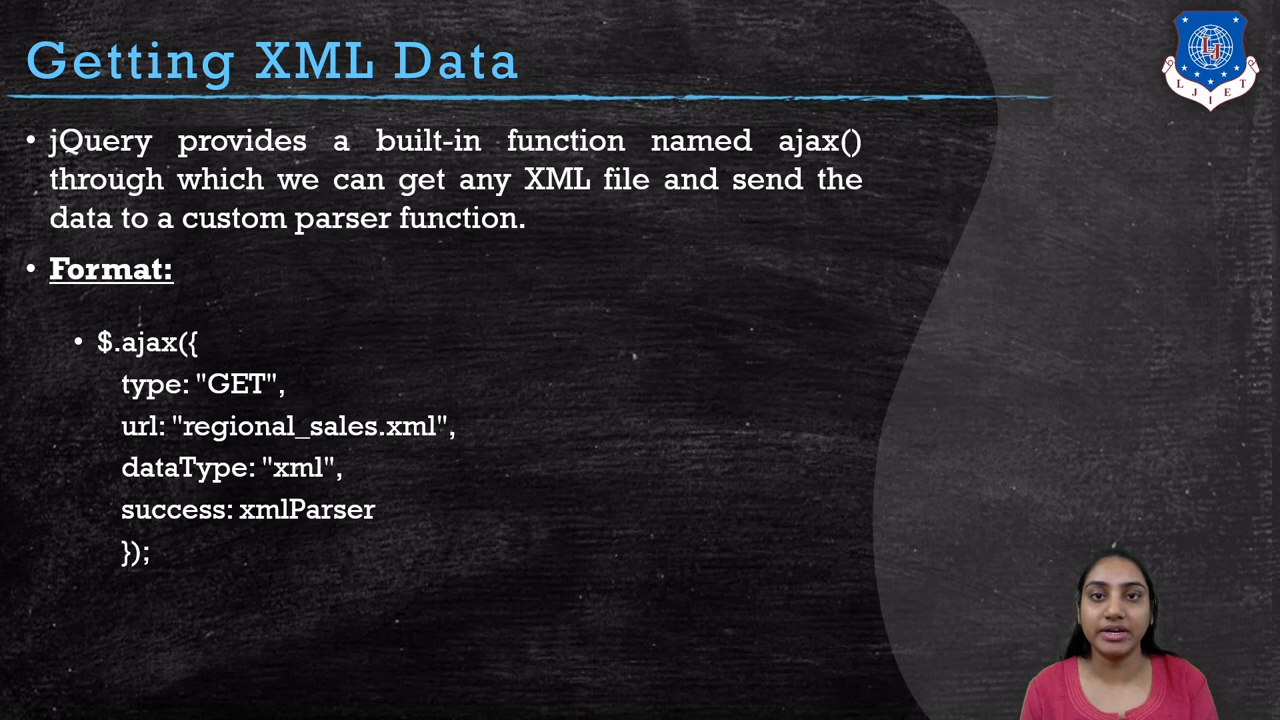 Getting XML Data
• jQuery provides a built-in function named ajax()
through which we can get any XML file and send the
data to a custom parser function.
• Format:
• $.ajax({
type: "GET",
url: "regional_sales.xml",
dataType: "xml",
success: xmlParser
});
LJ
L J I E T